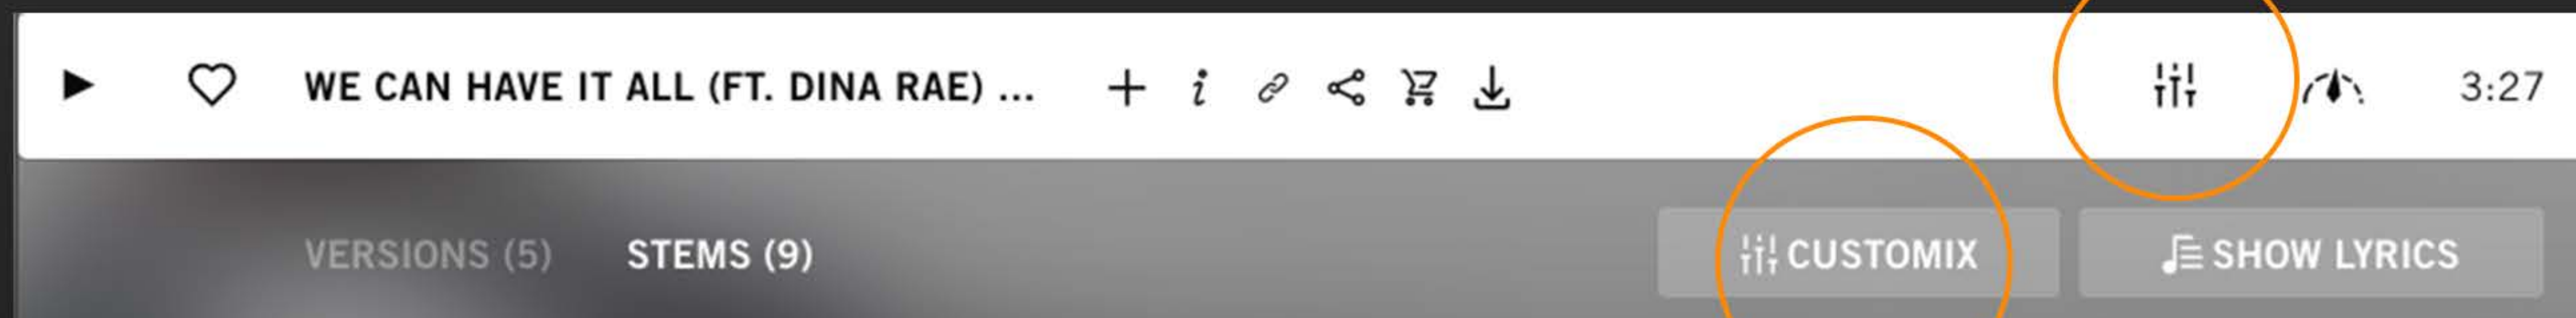 WE CAN HAVE IT ALL (FT. DINA RAE) ... 3:27
VERSIONS (5) STEMS (9) CUSTOMIX SHOW LYRICS